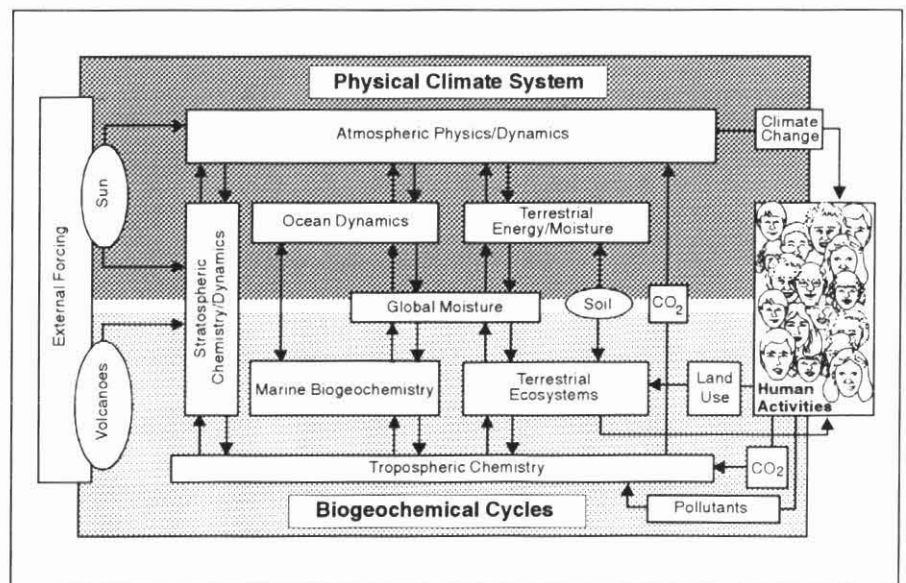 Physical Climate System
Atmospheric Physics/Dynamics
Climate
Change
External Forcing
Sun
Volcanoes
Stratospheric
Chemistry/Dynamics
Ocean Dynamics
Terrestrial
Energy/Moisture
Global Moisture
Soil
CO₂
Marine Biogeochemistry
Terrestrial
Ecosystems
Land
Use
Human
Activities
Tropospheric Chemistry
CO₂
Biogeochemical Cycles
Pollutants